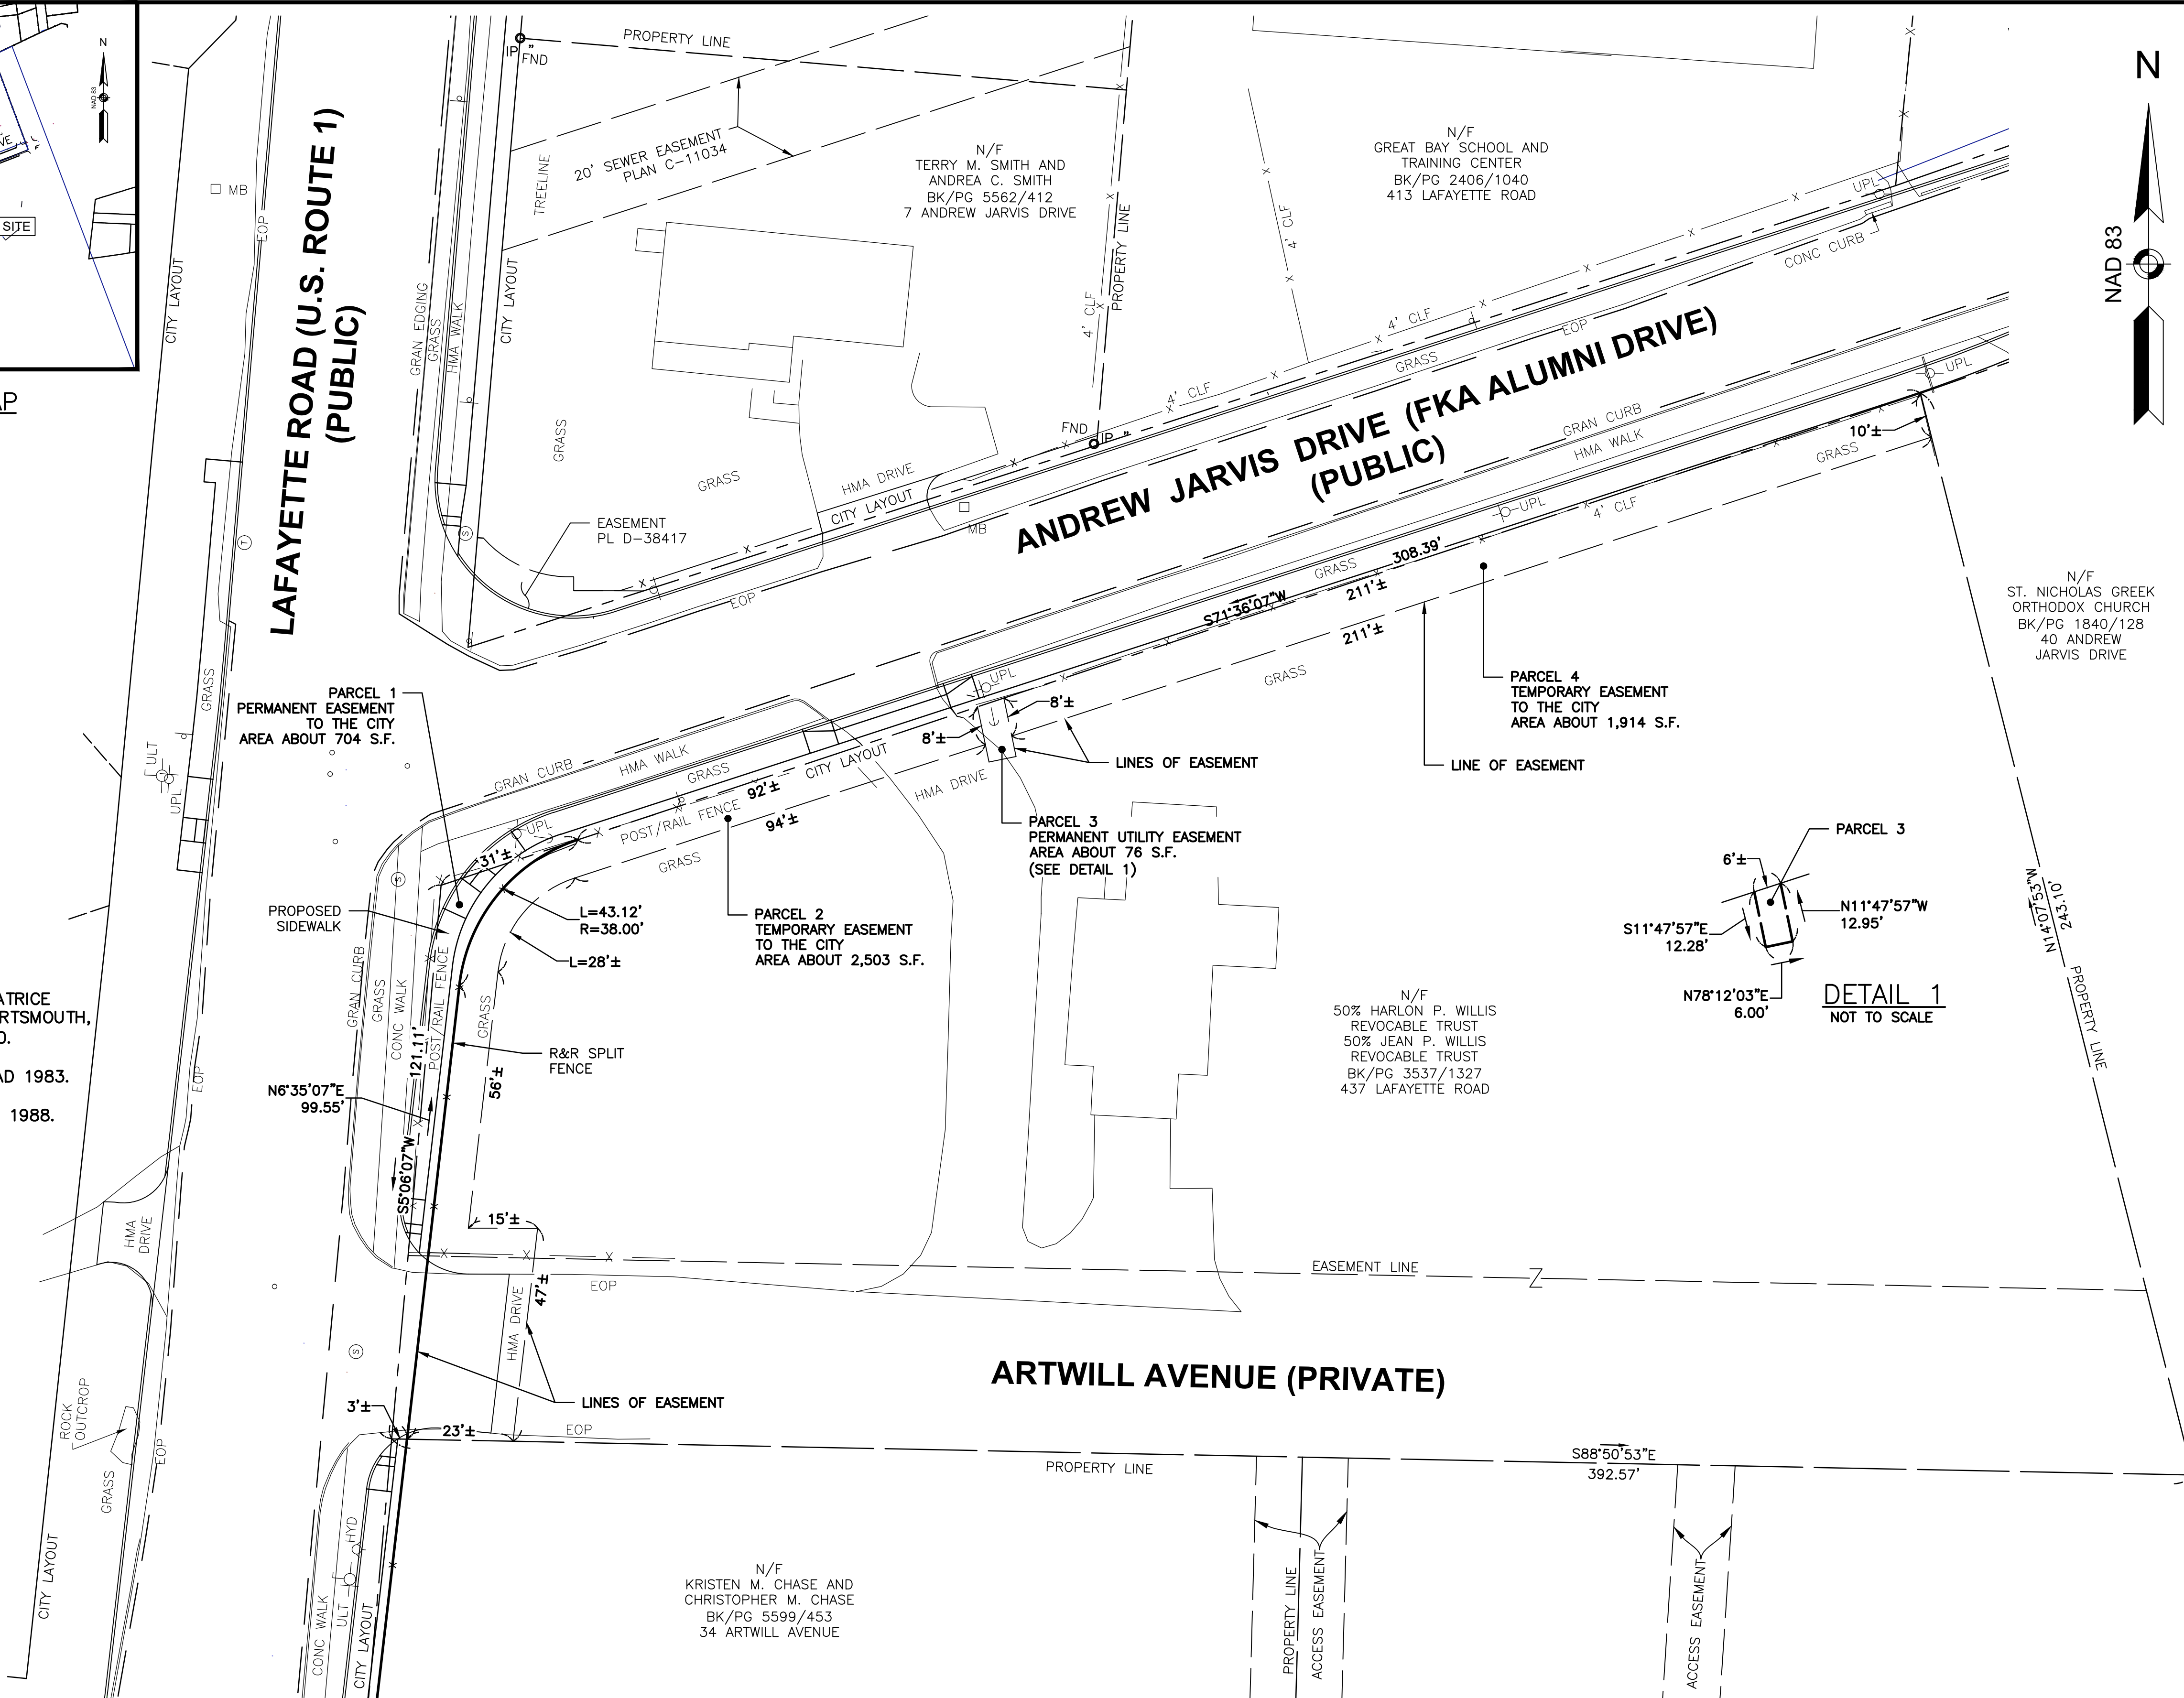 N
NAD 83
VE
SITE
AP
ATRICE
RTSMOUTH,
O.
AD 1983.
1988.
CITY LAYOUT
MB
EOP
LAFAYETTE ROAD (U.S. ROUTE 1)
(PUBLIC)
GRAN EDGING
GRASS
HMA WALK
CITY LAYOUT
IP "
FND
PROPERTY LINE
TREELINE
20' SEWER EASEMENT
PLAN C-11034
N/F
TERRY M. SMITH AND
ANDREA C. SMITH
BK/PG 5562/412
7 ANDREW JARVIS DRIVE
4' CLF
PROPERTY LINE
4' CLF
N/F
GREAT BAY SCHOOL AND
TRAINING CENTER
BK/PG 2406/1040
413 LAFAYETTE ROAD
UPL
CONC CURB
N
NAD 83
GRASS
GRASS
HMA DRIVE
CITY LAYOUT
FND
IP "
4' CLF
4' CLF
GRASS
EOP
MB
EASEMENT
PL D-38417
EOP
ANDREW JARVIS DRIVE (FKA ALUMNI DRIVE)
(PUBLIC)
GRAN CURB
HMA WALK
UPL
10'±
GRASS
UPL
4' CLF
308.39'
GRASS
211'±
S71°36'07"W
211'±
GRASS
N/F
ST. NICHOLAS GREEK
ORTHODOX CHURCH
BK/PG 1840/128
40 ANDREW
JARVIS DRIVE
T
S
GRASS
ULT
UPL
PARCEL 1
PERMANENT EASEMENT
TO THE CITY
AREA ABOUT 704 S.F.
GRAN CURB
HMA WALK
GRASS
CITY LAYOUT
92'±
POST/RAIL FENCE
94'±
GRASS
HMA DRIVE
UPL
8'±
8'±
LINES OF EASEMENT
PARCEL 4
TEMPORARY EASEMENT
TO THE CITY
AREA ABOUT 1,914 S.F.
LINE OF EASEMENT
PARCEL 3
PERMANENT UTILITY EASEMENT
AREA ABOUT 76 S.F.
(SEE DETAIL 1)
UPL
31'±
S
PROPOSED
SIDEWALK
L=43.12'
R=38.00'
L=28'±
PARCEL 2
TEMPORARY EASEMENT
TO THE CITY
AREA ABOUT 2,503 S.F.
PARCEL 3
6'±
N11°47'57"W
12.95'
S11°47'57"E
12.28'
N78°12'03"E
6.00'
DETAIL 1
NOT TO SCALE
N14°07'53"W
243.10'
PROPERTY LINE
GRAN CURB
GRASS
CONC WALK
121.11'
POST/RAIL FENCE
GRASS
56'±
R&R SPLIT
FENCE
N6°35'07"E
99.55'
S5°06'07"W
EOP
N/F
50% HARLON P. WILLIS
REVOCABLE TRUST
50% JEAN P. WILLIS
REVOCABLE TRUST
BK/PG 3537/1327
437 LAFAYETTE ROAD
HMA
DRIVE
15'±
47'±
HMA DRIVE
EOP
EASEMENT LINE
Z
S
LINES OF EASEMENT
ARTWILL AVENUE (PRIVATE)
ROCK
OUTCROP
EOP
GRASS
3'±
23'±
EOP
PROPERTY LINE
S88°50'53"E
392.57'
CITY LAYOUT
CONC WALK
ULT
HYD
CITY LAYOUT
N/F
KRISTEN M. CHASE AND
CHRISTOPHER M. CHASE
BK/PG 5599/453
34 ARTWILL AVENUE
PROPERTY LINE
ACCESS EASEMENT
ACCESS EASEMENT